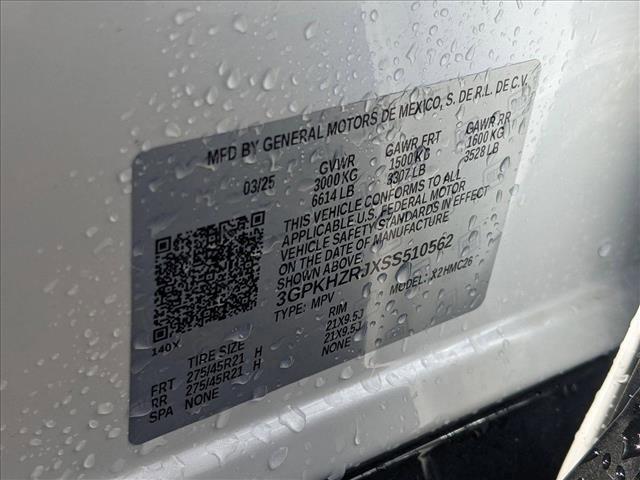 MFD BY GENERAL MOTORS DE MEXICO, S. DE R.L. DE C.V.
03/25 GVWR GAWR FRT GAWR RR
3000 KG 1500 KG 1600 KG
6614 LB 3307 LB 3528 LB
THIS VEHICLE CONFORMS TO ALL
APPLICABLE U.S. FEDERAL MOTOR
VEHICLE SAFETY STANDARDS IN EFFECT
ON THE DATE OF MANUFACTURE
SHOWN ABOVE.
3GPKHZRJXSS510562
TYPE: MPV MODEL: X2HMC26
140X
TIRE SIZE RIM
FRT 275/45R21 H 21X9.5J
RR 275/45R21 H 21X9.5J
SPA NONE NONE